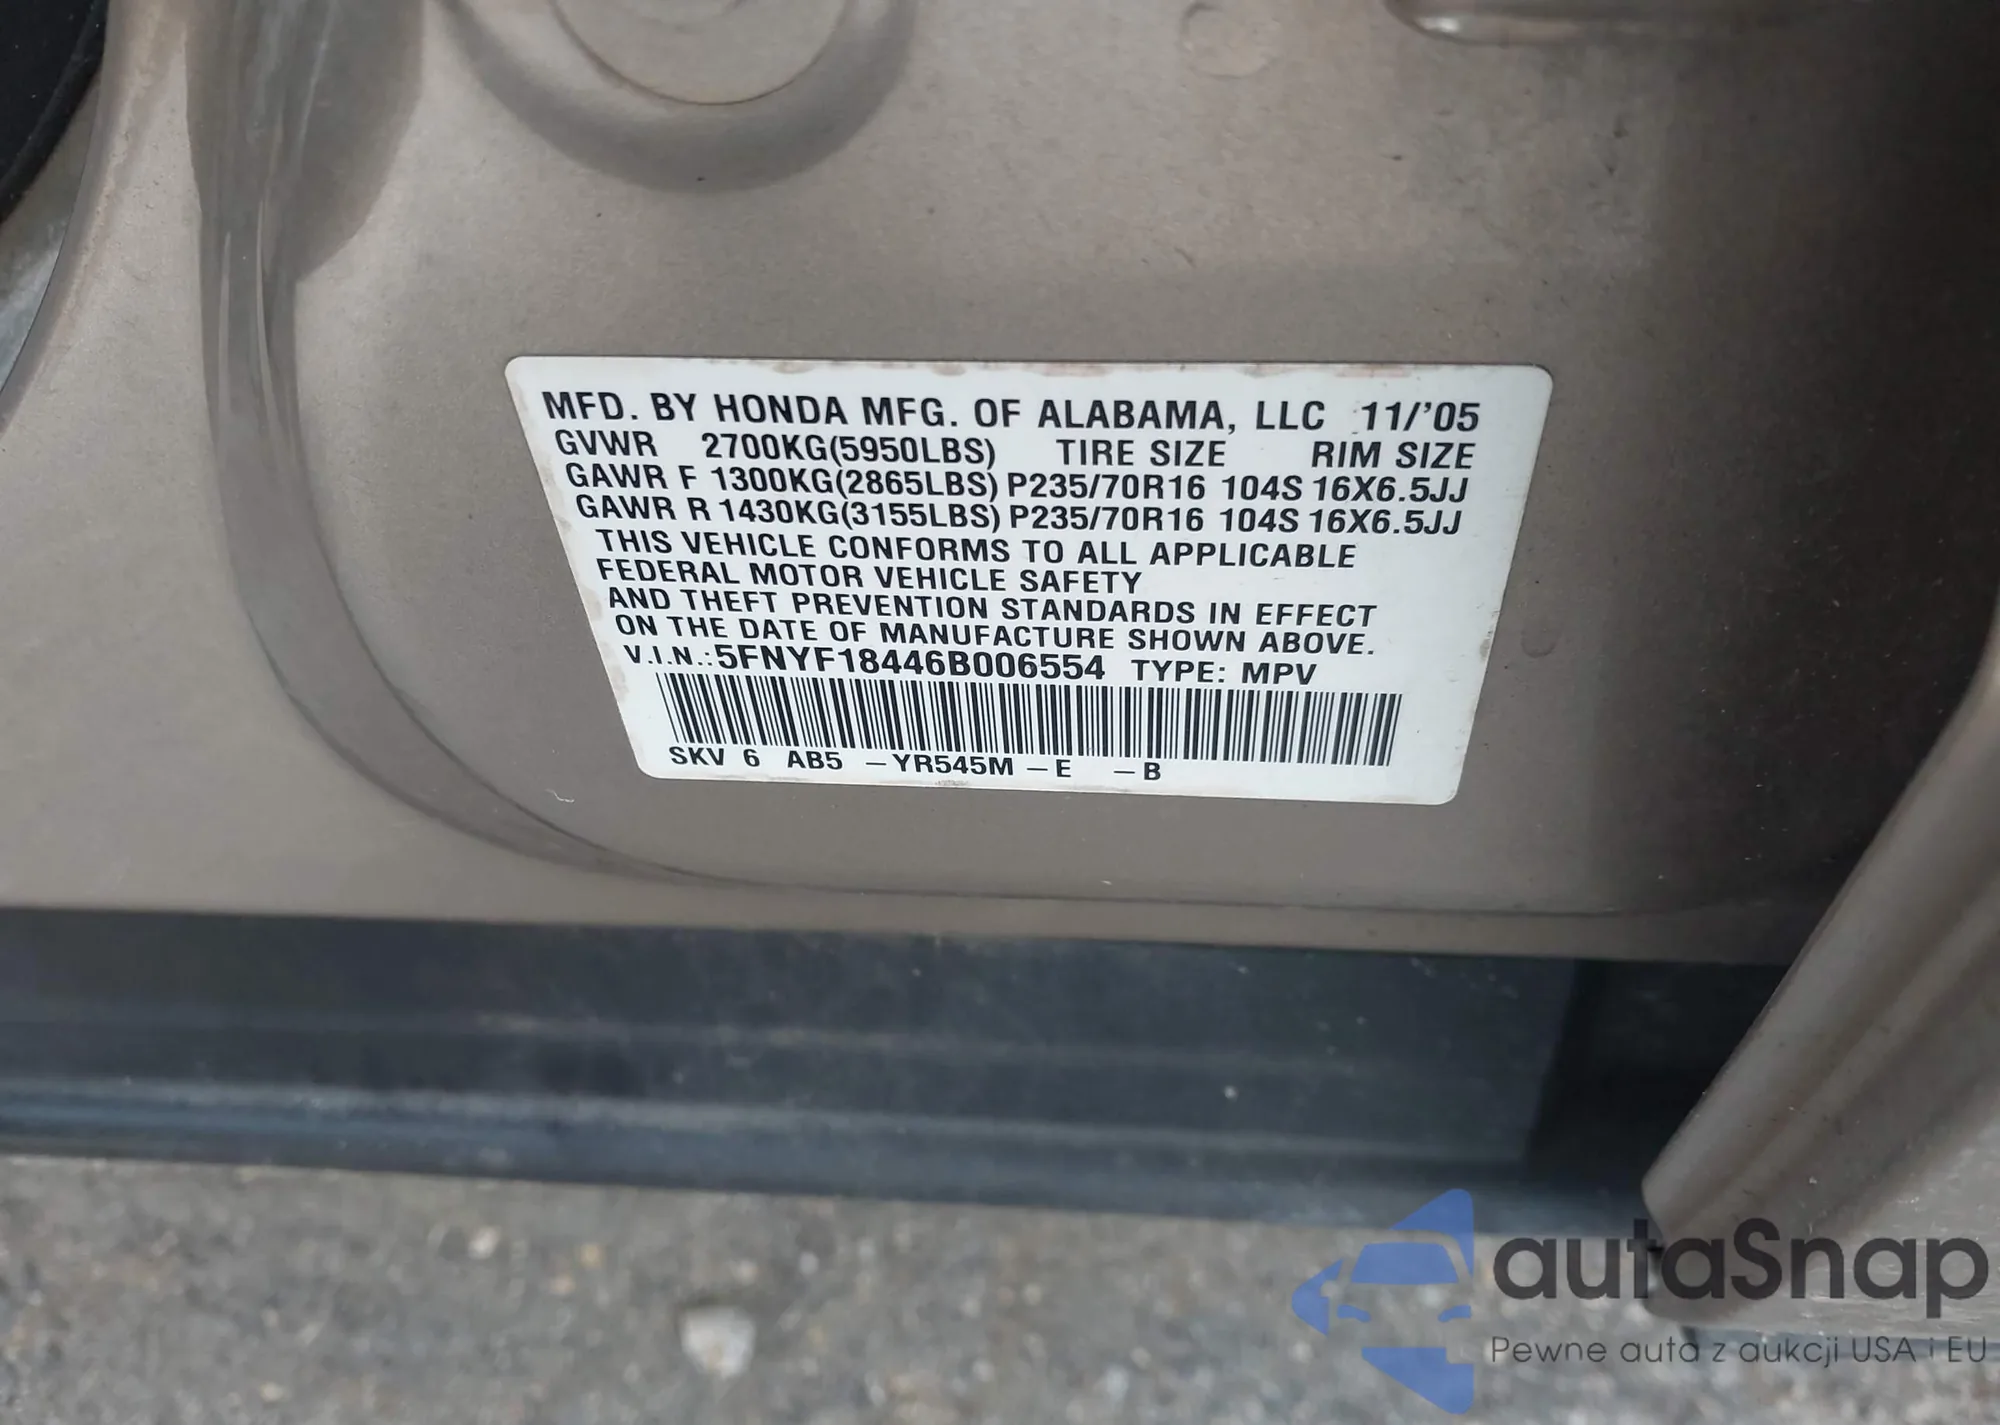 MFD. BY HONDA MFG. OF ALABAMA, LLC 11/'05
GVWR 2700KG(5950LBS) TIRE SIZE RIM SIZE
GAWR F 1300KG(2865LBS) P235/70R16 104S 16X6.5JJ
GAWR R 1430KG(3155LBS) P235/70R16 104S 16X6.5JJ
THIS VEHICLE CONFORMS TO ALL APPLICABLE
FEDERAL MOTOR VEHICLE SAFETY
AND THEFT PREVENTION STANDARDS IN EFFECT
ON THE DATE OF MANUFACTURE SHOWN ABOVE.
V.I.N.:5FNYF18446B006554 TYPE: MPV
SKV 6 AB5 –YR545M –E –B
autaSnap
Pewne auta z aukcji USA i EU